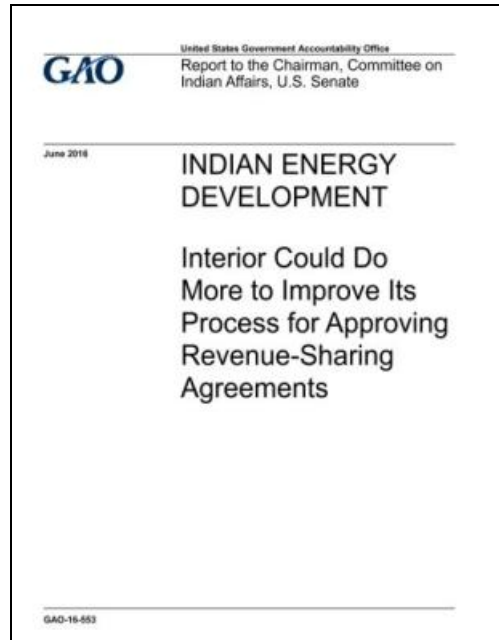 United States Government Accountability Office
GAO
Report to the Chairman, Committee on
Indian Affairs, U.S. Senate
June 2016
INDIAN ENERGY
DEVELOPMENT
Interior Could Do
More to Improve Its
Process for Approving
Revenue-Sharing
Agreements
GAO-16-553